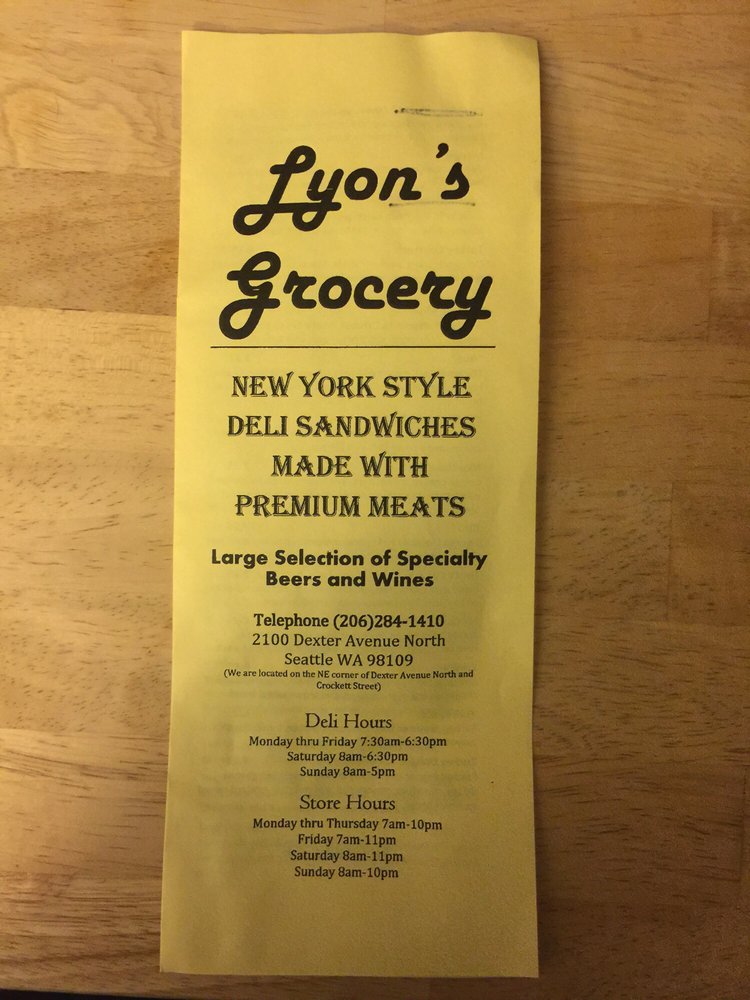 Lyon's
Grocery
NEW YORK STYLE
DELI SANDWICHES
MADE WITH
PREMIUM MEATS
Large Selection of Specialty
Beers and Wines
Telephone (206)284-1410
2100 Dexter Avenue North
Seattle WA 98109
(We are located on the NE corner of Dexter Avenue North and
Crockett Street)
Deli Hours
Monday thru Friday 7:30am-6:30pm
Saturday 8am-6:30pm
Sunday 8am-5pm
Store Hours
Monday thru Thursday 7am-10pm
Friday 7am-11pm
Saturday 8am-11pm
Sunday 8am-10pm